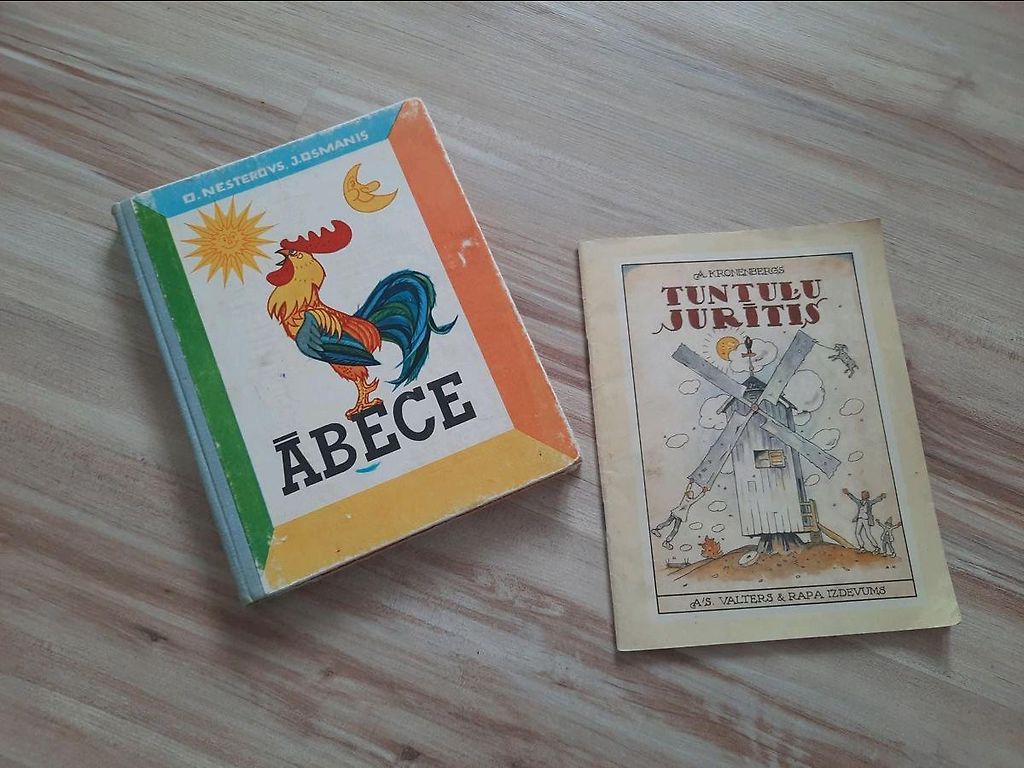 O. NESTEROVS, J. OSMANIS
ĀBECE
A. KRONENBERGS
TUNTUĻU
JURĪTIS
A/S. VALTERS & RAPA IZDEVUMS